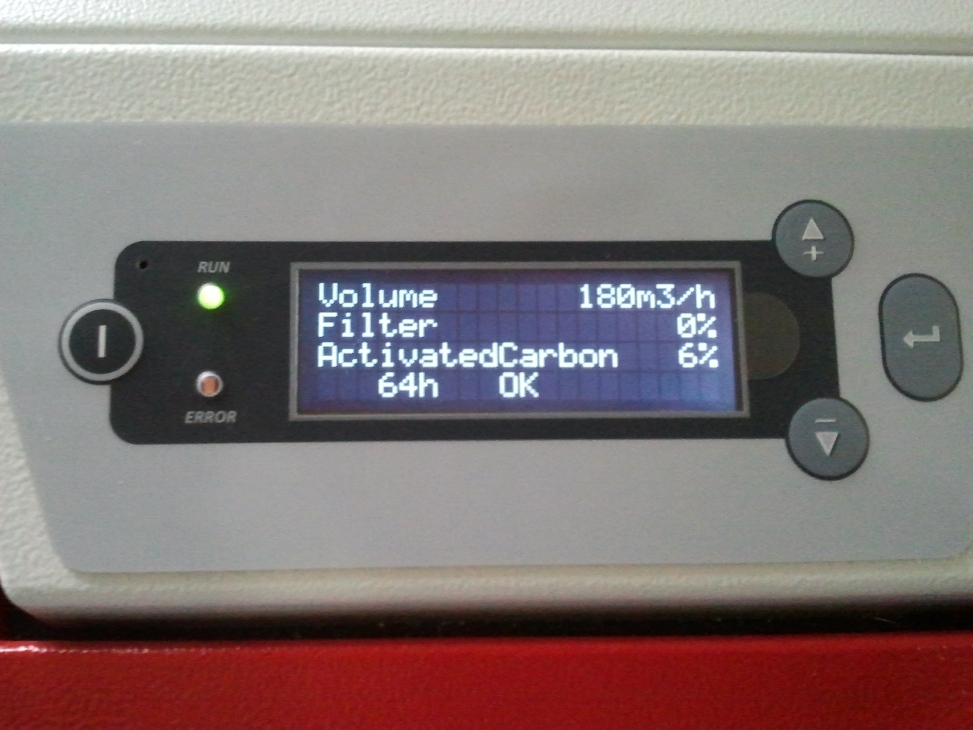 RUN
ERROR
Volume 180m3/h
Filter 0%
ActivatedCarbon 6%
64h OK
+
−